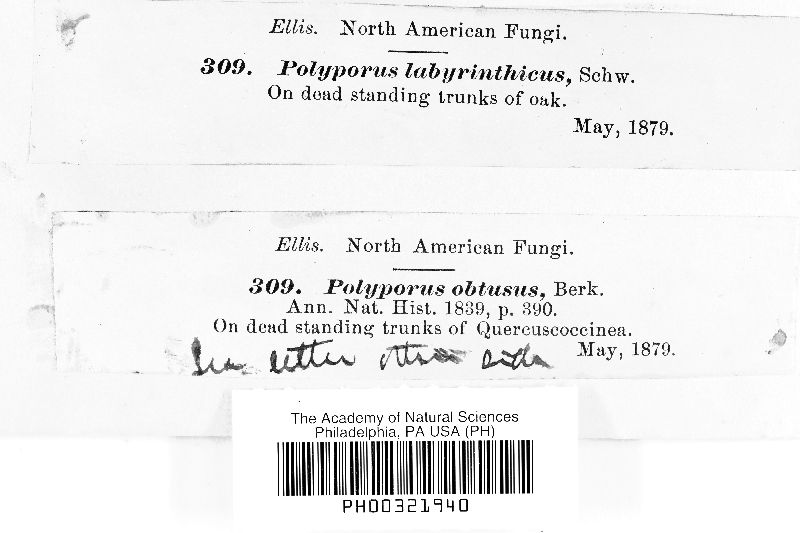 Ellis. North American Fungi.
309. Polyporus labyrinthicus, Schw.
On dead standing trunks of oak.
May, 1879.
Ellis. North American Fungi.
309. Polyporus obtusus, Berk.
Ann. Nat. Hist. 1839, p. 390.
On dead standing trunks of Quercuscoccinea.
May, 1879.
See letter other side
The Academy of Natural Sciences
Philadelphia, PA USA (PH)
PH00321940